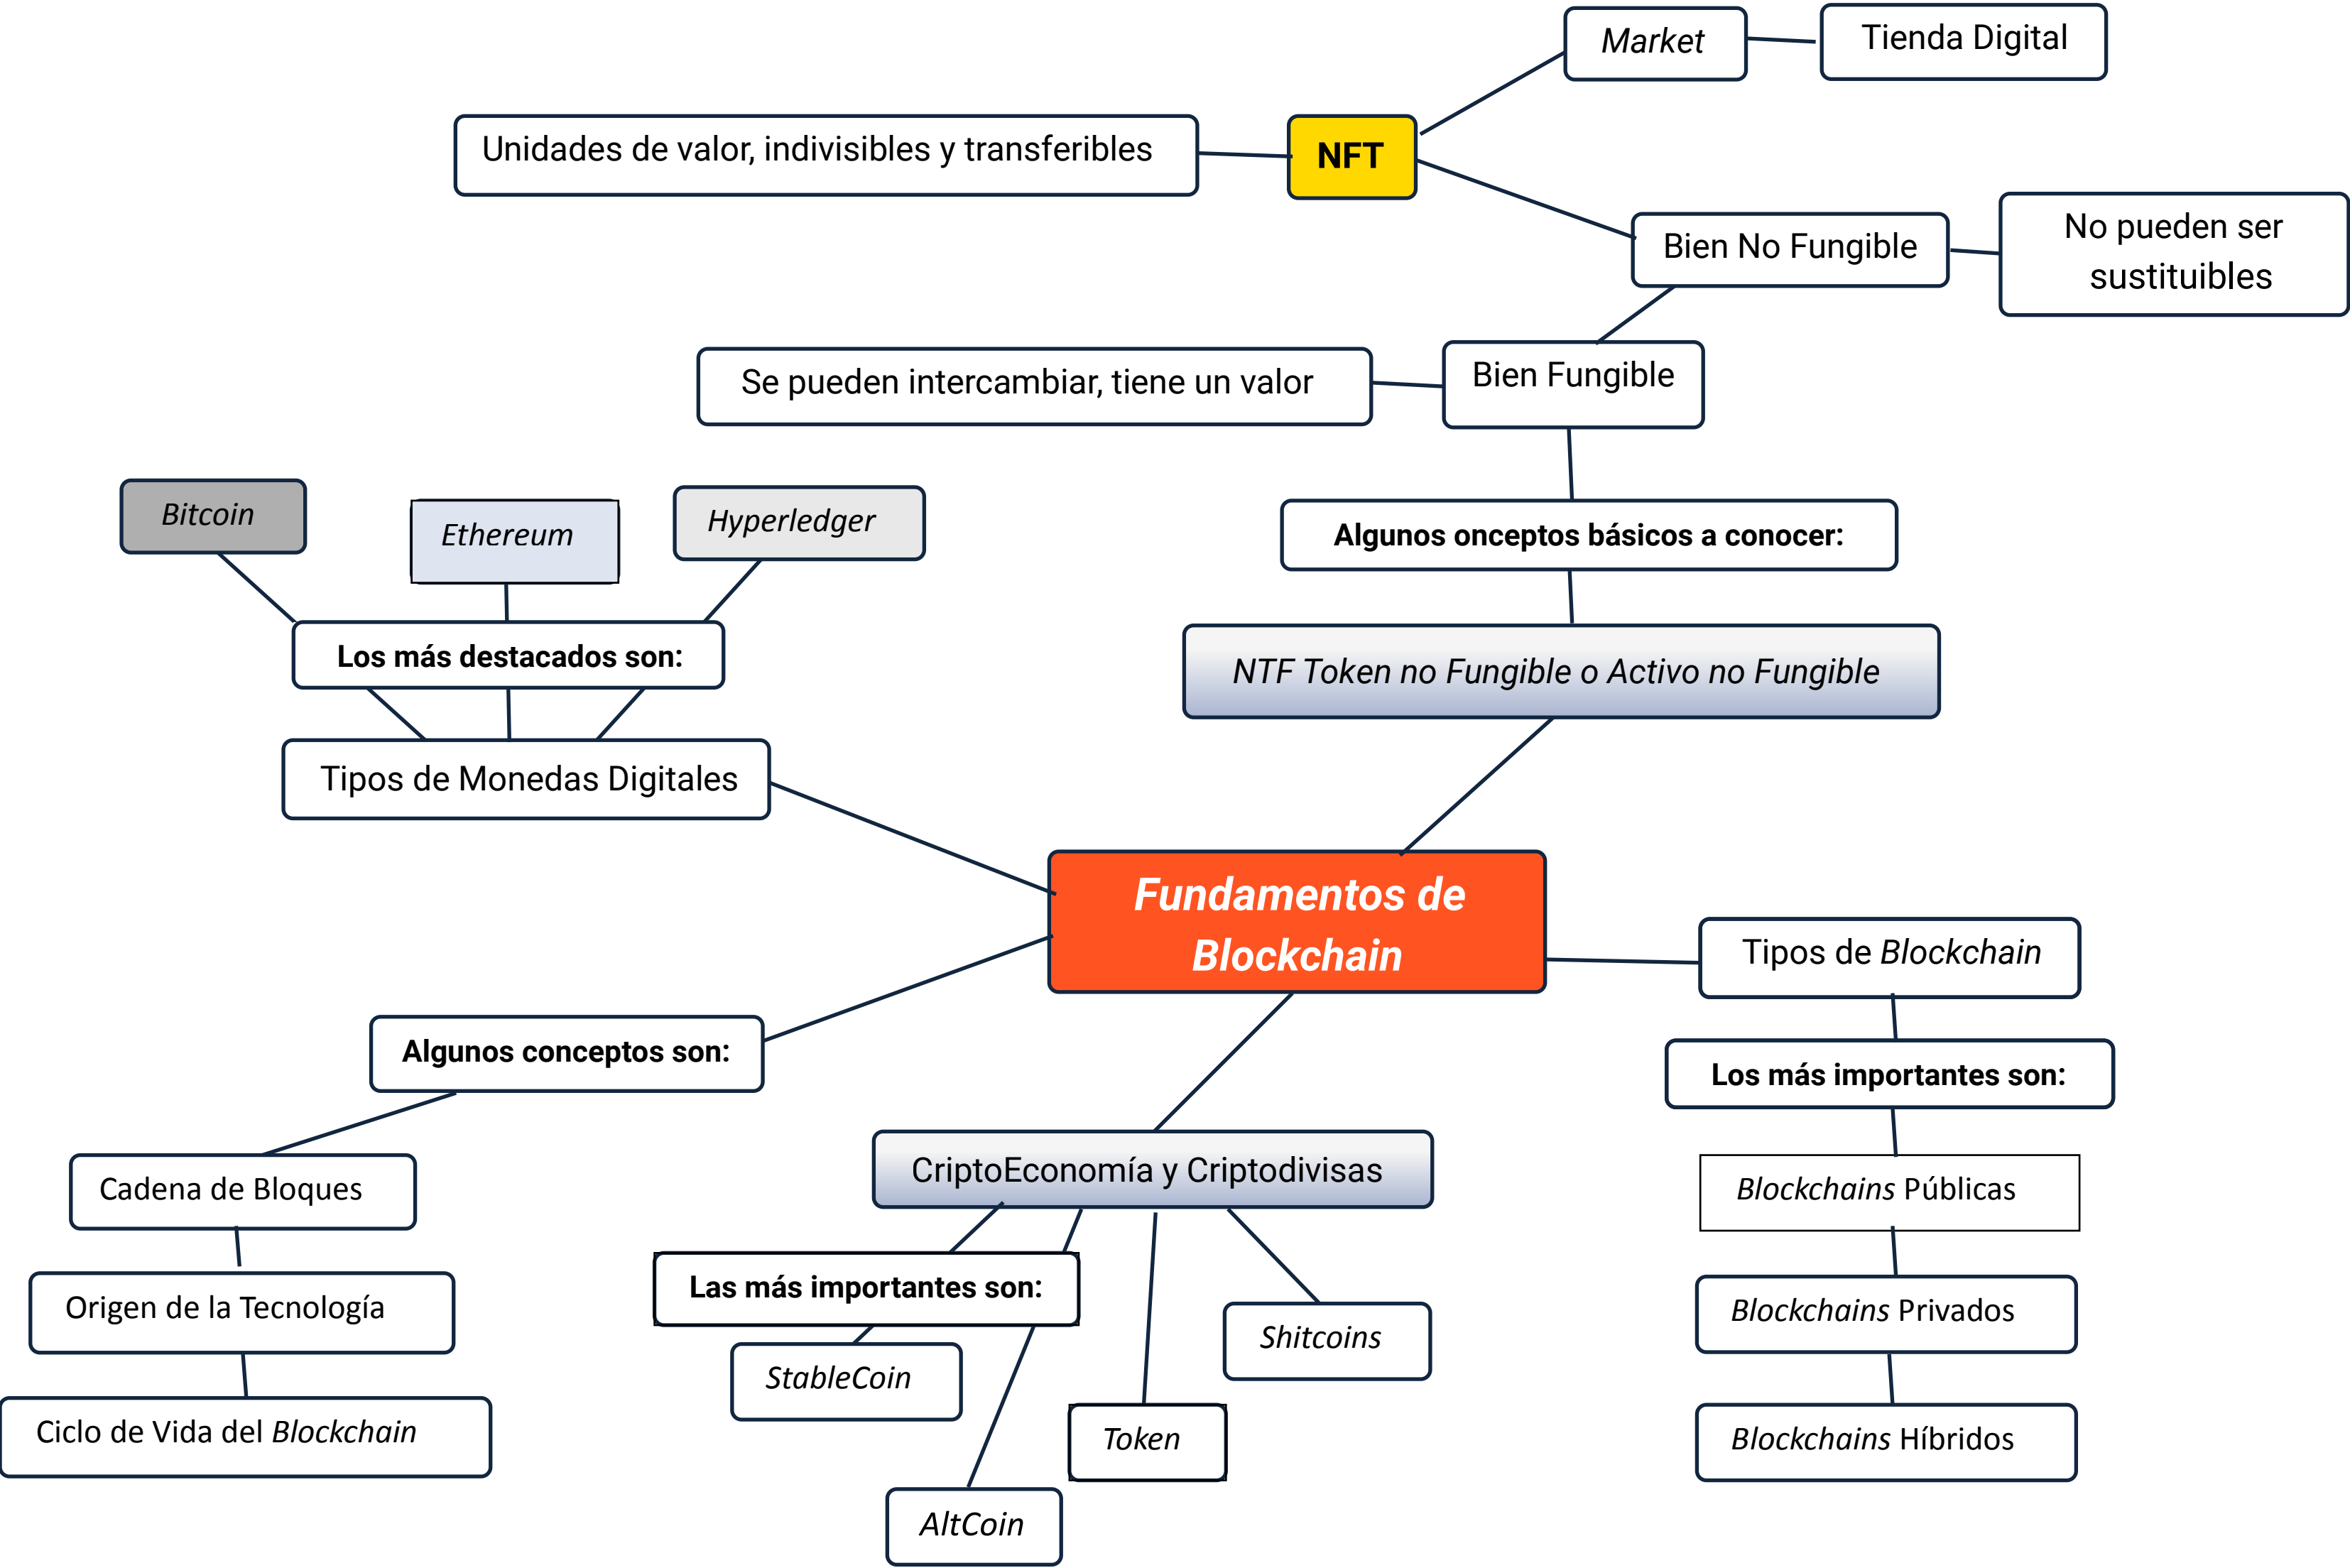 Market
Tienda Digital
Unidades de valor, indivisibles y transferibles
NFT
Bien No Fungible
No pueden ser
sustituibles
Se pueden intercambiar, tiene un valor
Bien Fungible
Bitcoin
Ethereum
Hyperledger
Algunos onceptos básicos a conocer:
Los más destacados son:
NTF Token no Fungible o Activo no Fungible
Tipos de Monedas Digitales
Fundamentos de
Blockchain
Tipos de Blockchain
Algunos conceptos son:
Los más importantes son:
Cadena de Bloques
CriptoEconomía y Criptodivisas
Blockchains Públicas
Origen de la Tecnología
Las más importantes son:
Shitcoins
Blockchains Privados
StableCoin
Ciclo de Vida del Blockchain
Token
Blockchains Híbridos
AltCoin